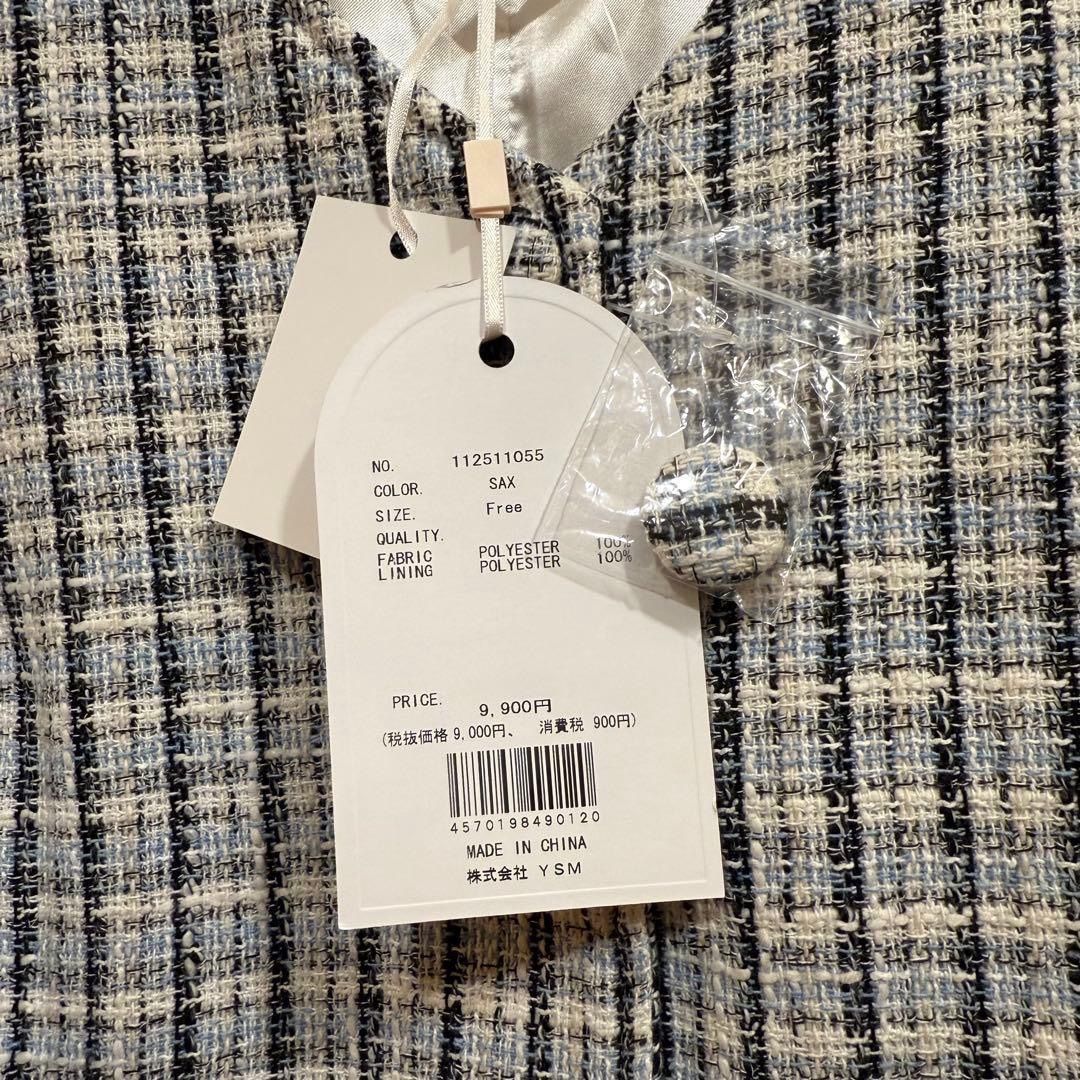 NO. 112511055
COLOR. SAX
SIZE. Free
QUALITY.
FABRIC POLYESTER 100%
LINING POLYESTER 100%
PRICE. 9,900円
(税抜価格 9,000円、 消費税 900円)
4570198490120
MADE IN CHINA
株式会社 YSM